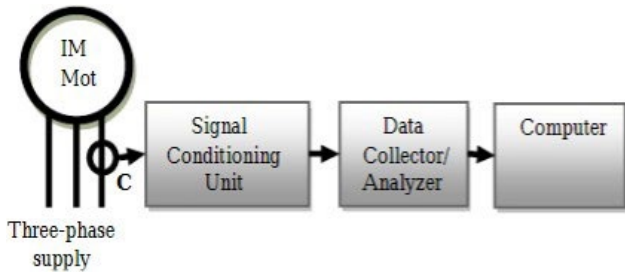 IM
Mot
Signal
Conditioning
Unit
Data
Collector/
Analyzer
Computer
C
Three-phase
supply